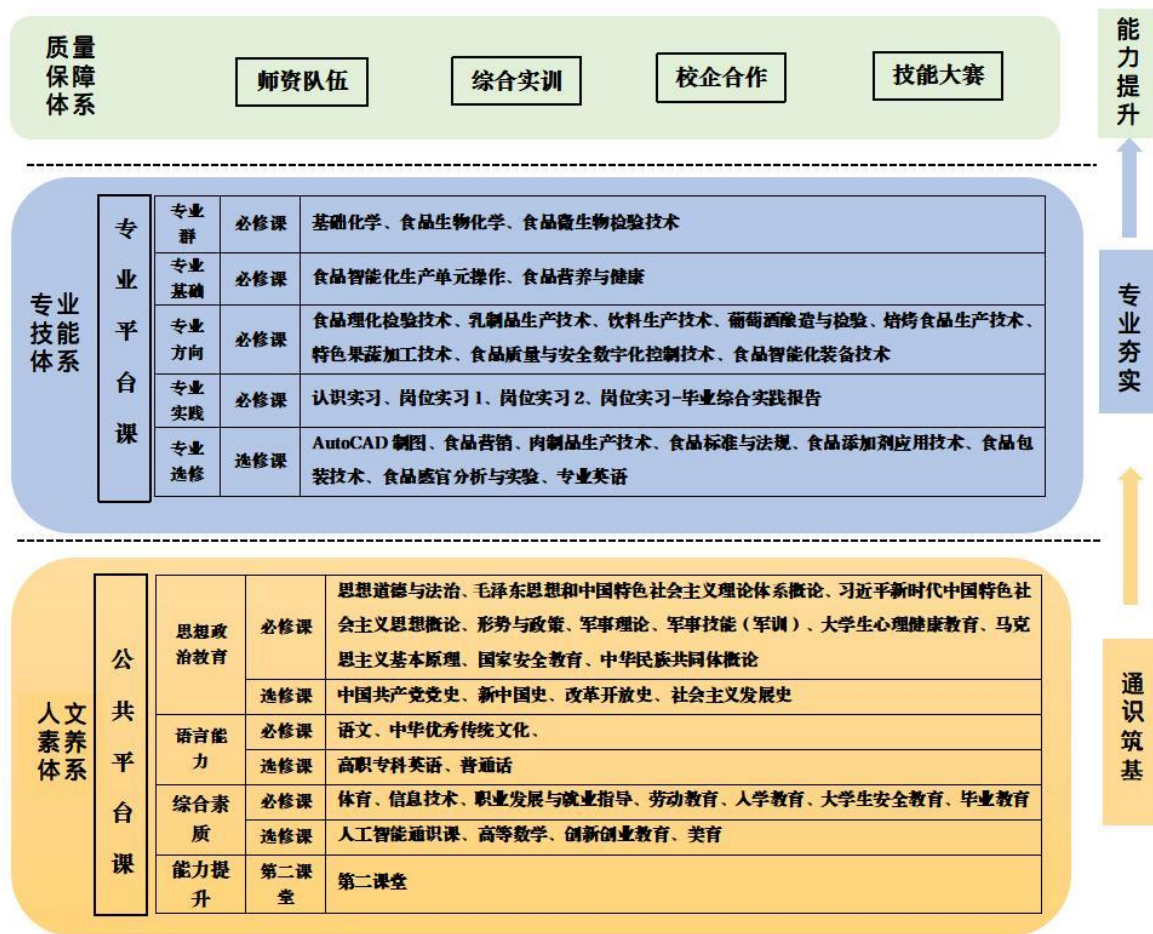 质量
保障
体系
师资队伍
综合实训
校企合作
技能大赛
能力提升
专业
技能
体系
专业平台课
专业
群
必修课
基础化学、食品生物化学、食品微生物检验技术
专业
基础
必修课
食品智能化生产单元操作、食品营养与健康
专业
方向
必修课
食品理化检验技术、乳制品生产技术、饮料生产技术、葡萄酒酿造与检验、焙烤食品生产技术、
特色果蔬加工技术、食品质量与安全数字化控制技术、食品智能化装备技术
专业
实践
必修课
认识实习、岗位实习1、岗位实习2、岗位实习-毕业综合实践报告
专业
选修
选修课
AutoCAD 制图、食品营销、肉制品生产技术、食品标准与法规、食品添加剂应用技术、食品包
装技术、食品感官分析与实验、专业英语
专业夯实
人文
素养
体系
公共平台课
思想政
治教育
必修课
思想道德与法治、毛泽东思想和中国特色社会主义理论体系概论、习近平新时代中国特色社
会主义思想概论、形势与政策、军事理论、军事技能（军训）、大学生心理健康教育、马克
思主义基本原理、国家安全教育、中华民族共同体概论
选修课
中国共产党党史、新中国史、改革开放史、社会主义发展史
语言能
力
必修课
语文、中华优秀传统文化、
选修课
高职专科英语、普通话
综合素
质
必修课
体育、信息技术、职业发展与就业指导、劳动教育、入学教育、大学生安全教育、毕业教育
选修课
人工智能通识课、高等数学、创新创业教育、美育
能力提
升
第二课
堂
第二课堂
通识筑基